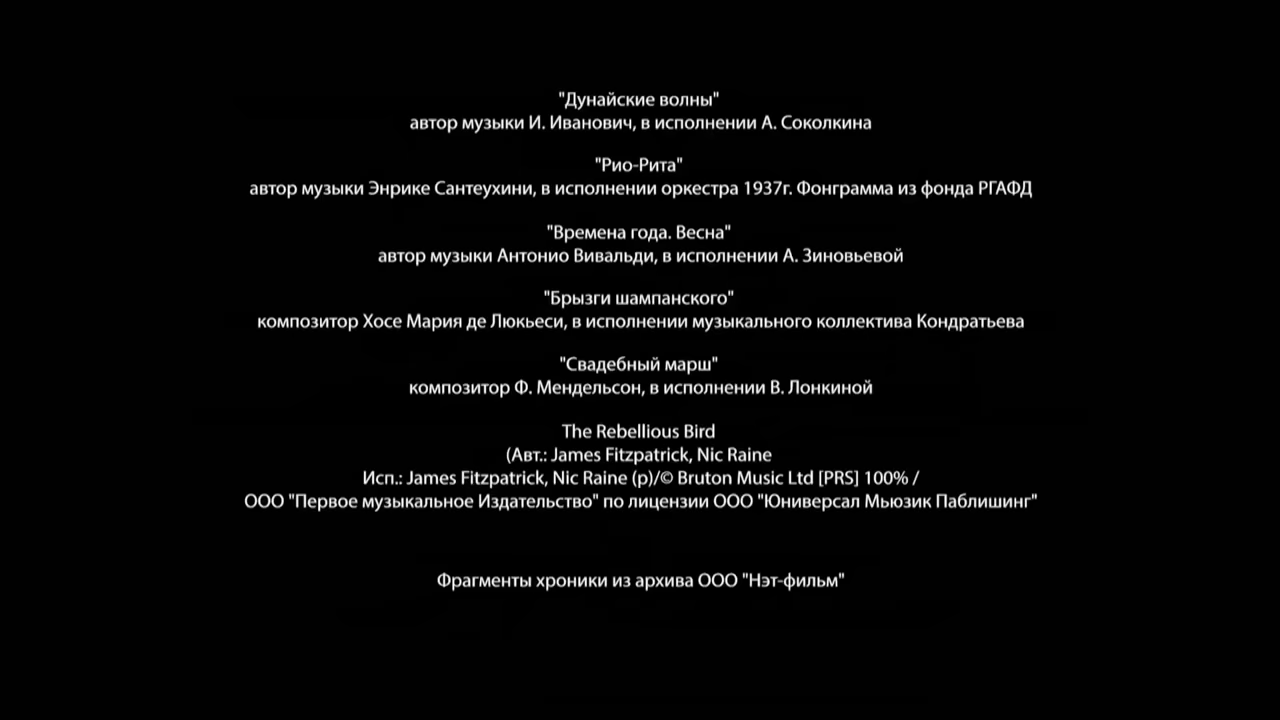 "Дунайские волны"
автор музыки И. Иванович, в исполнении А. Соколкина
"Рио-Рита"
автор музыки Энрике Сантеухини, в исполнении оркестра 1937г. Фонграмма из фонда РГАФД
"Времена года. Весна"
автор музыки Антонио Вивальди, в исполнении А. Зиновьевой
"Брызги шампанского"
композитор Хосе Мария де Люкьеси, в исполнении музыкального коллектива Кондратьева
"Свадебный марш"
композитор Ф. Мендельсон, в исполнении В. Лонкиной
The Rebellious Bird
(Авт.: James Fitzpatrick, Nic Raine
Исп.: James Fitzpatrick, Nic Raine (p)/© Bruton Music Ltd [PRS] 100% /
ООО "Первое музыкальное Издательство" по лицензии ООО "Юниверсал Мьюзик Паблишинг"
Фрагменты хроники из архива ООО "Нэт-фильм"